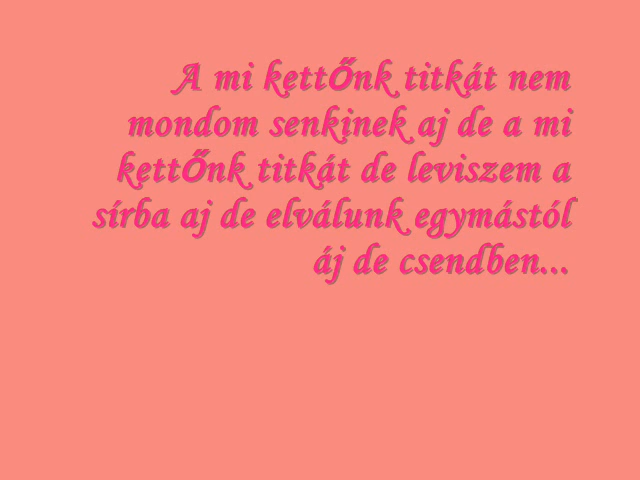 A mi kettőnk titkát nem
mondom senkinek aj de a mi
kettőnk titkát de leviszem a
sírba aj de elválunk egymástól
áj de csendben...